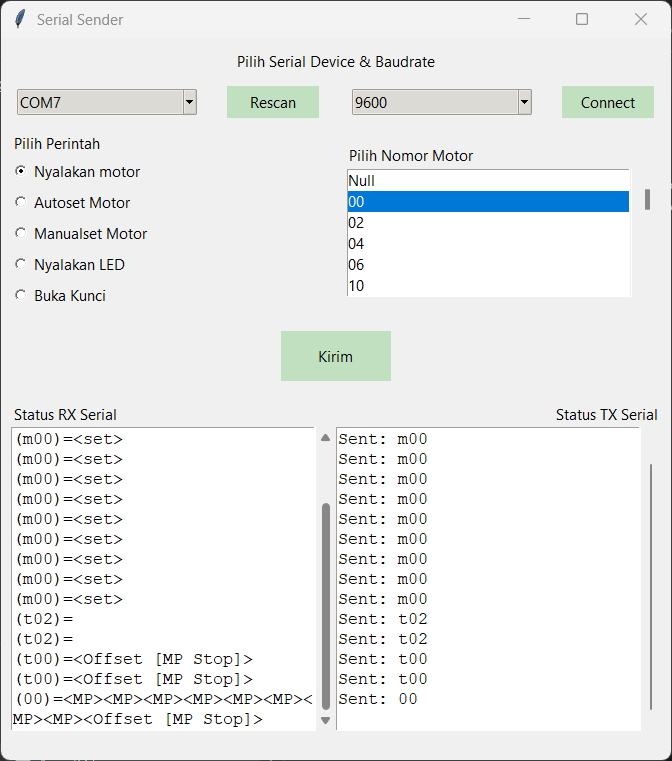 Serial Sender
Pilih Serial Device & Baudrate
COM7
Rescan
9600
Connect
Pilih Perintah
Nyalakan motor
Autoset Motor
Manualset Motor
Nyalakan LED
Buka Kunci
Pilih Nomor Motor
Null
00
02
04
06
10
Kirim
Status RX Serial
(m00)=<set>
(m00)=<set>
(m00)=<set>
(m00)=<set>
(m00)=<set>
(m00)=<set>
(m00)=<set>
(m00)=<set>
(m00)=<set>
(t02)=
(t02)=
(t00)=<Offset [MP Stop]>
(t00)=<Offset [MP Stop]>
(00)=<MP><MP><MP><MP><MP><MP><
MP><MP><Offset [MP Stop]>
Status TX Serial
Sent: m00
Sent: m00
Sent: m00
Sent: m00
Sent: m00
Sent: m00
Sent: m00
Sent: m00
Sent: m00
Sent: t02
Sent: t02
Sent: t00
Sent: t00
Sent: 00